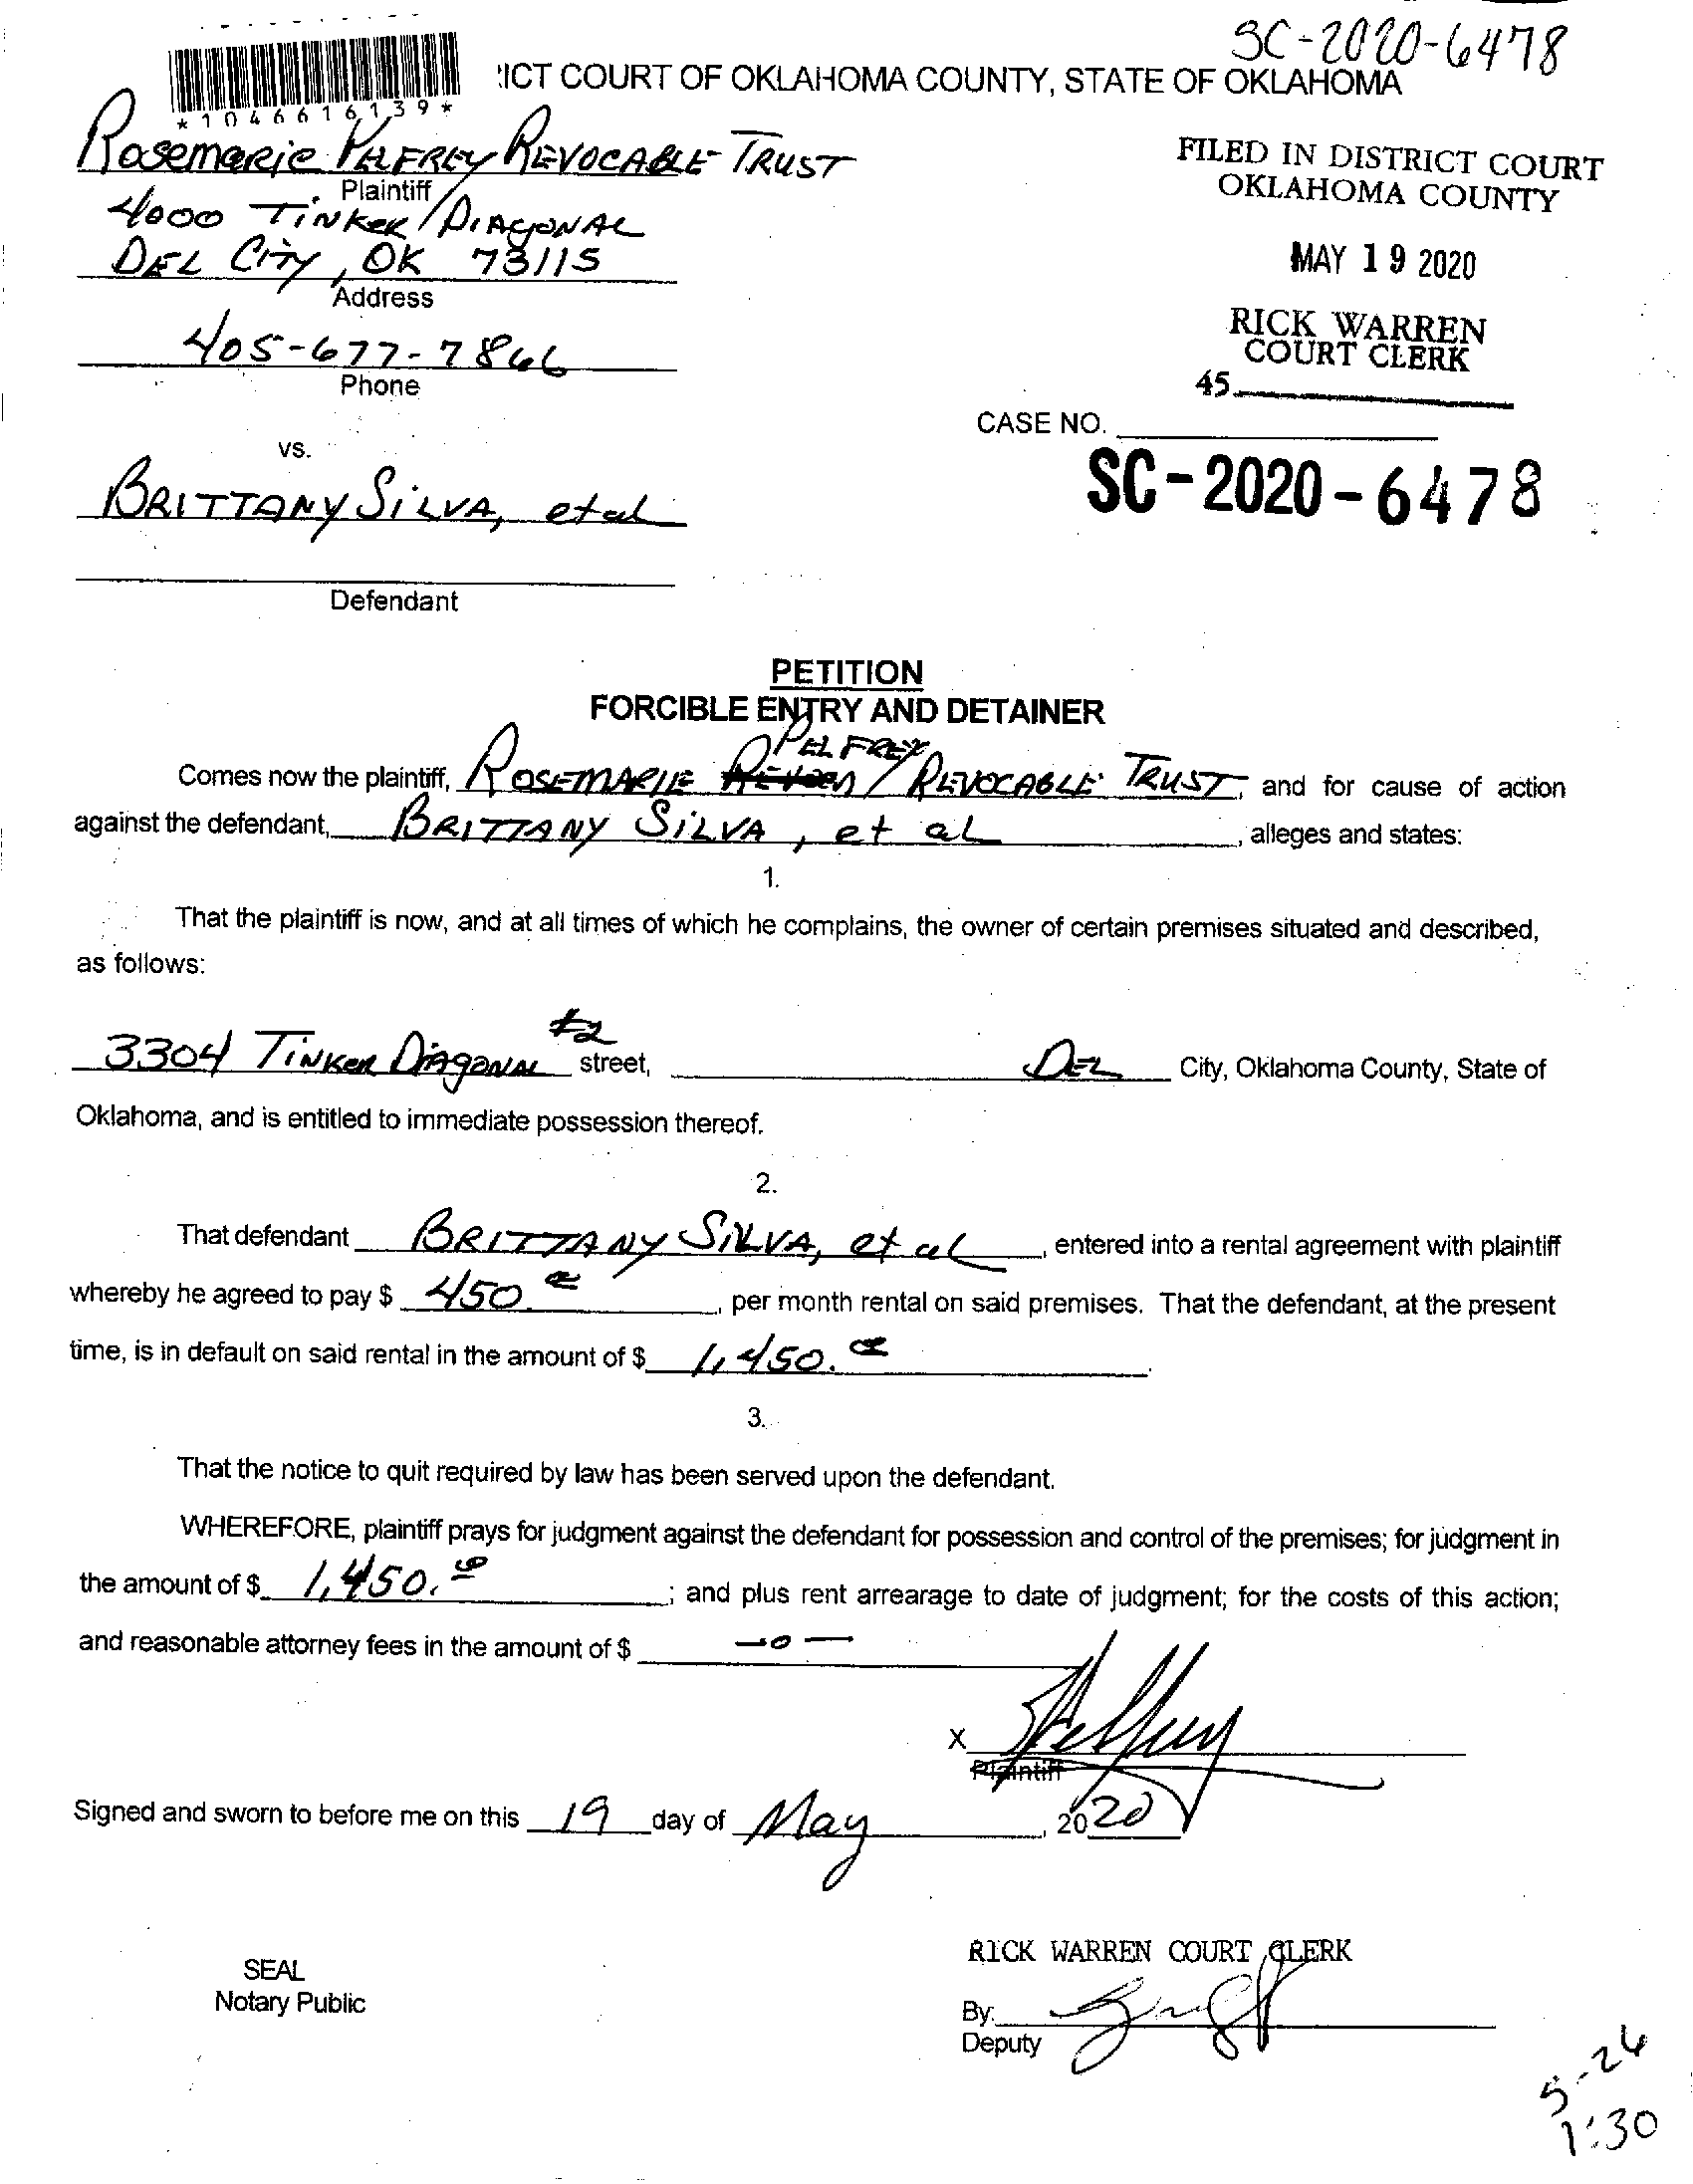 SC-2020-6478
ICT COURT OF OKLAHOMA COUNTY, STATE OF OKLAHOMA
*1046616139*
Rosemarie PELFREY REVOCABLE TRUST
Plaintiff
4000 TINKER DIAGONAL
DEL CITY, OK 73115
Address
405-677-7866
Phone
FILED IN DISTRICT COURT
OKLAHOMA COUNTY
MAY 19 2020
RICK WARREN
COURT CLERK
45
CASE NO.
SC-2020-6478
vs.
BRITTANY SILVA, et al
Defendant
PETITION
FORCIBLE ENTRY AND DETAINER
PELFREY
Comes now the plaintiff, ROSEMARIE REVOCABLE TRUST, and for cause of action
against the defendant, BRITTANY SILVA, et al, alleges and states:
1.
That the plaintiff is now, and at all times of which he complains, the owner of certain premises situated and described,
as follows:
3304 TINKER DIAGONAL #2 street, DEL City, Oklahoma County, State of
Oklahoma, and is entitled to immediate possession thereof.
2.
That defendant BRITTANY SILVA, et al, entered into a rental agreement with plaintiff
whereby he agreed to pay $ 450. per month rental on said premises. That the defendant, at the present
time, is in default on said rental in the amount of $ 1,450.
3.
That the notice to quit required by law has been served upon the defendant.
WHEREFORE, plaintiff prays for judgment against the defendant for possession and control of the premises; for judgment in
the amount of $ 1,450. ; and plus rent arrearage to date of judgment; for the costs of this action;
and reasonable attorney fees in the amount of $ -0-
X
Plaintiff
Signed and sworn to before me on this 19 day of May, 2020
RICK WARREN COURT CLERK
SEAL
Notary Public
By:
Deputy
5-26
1:30